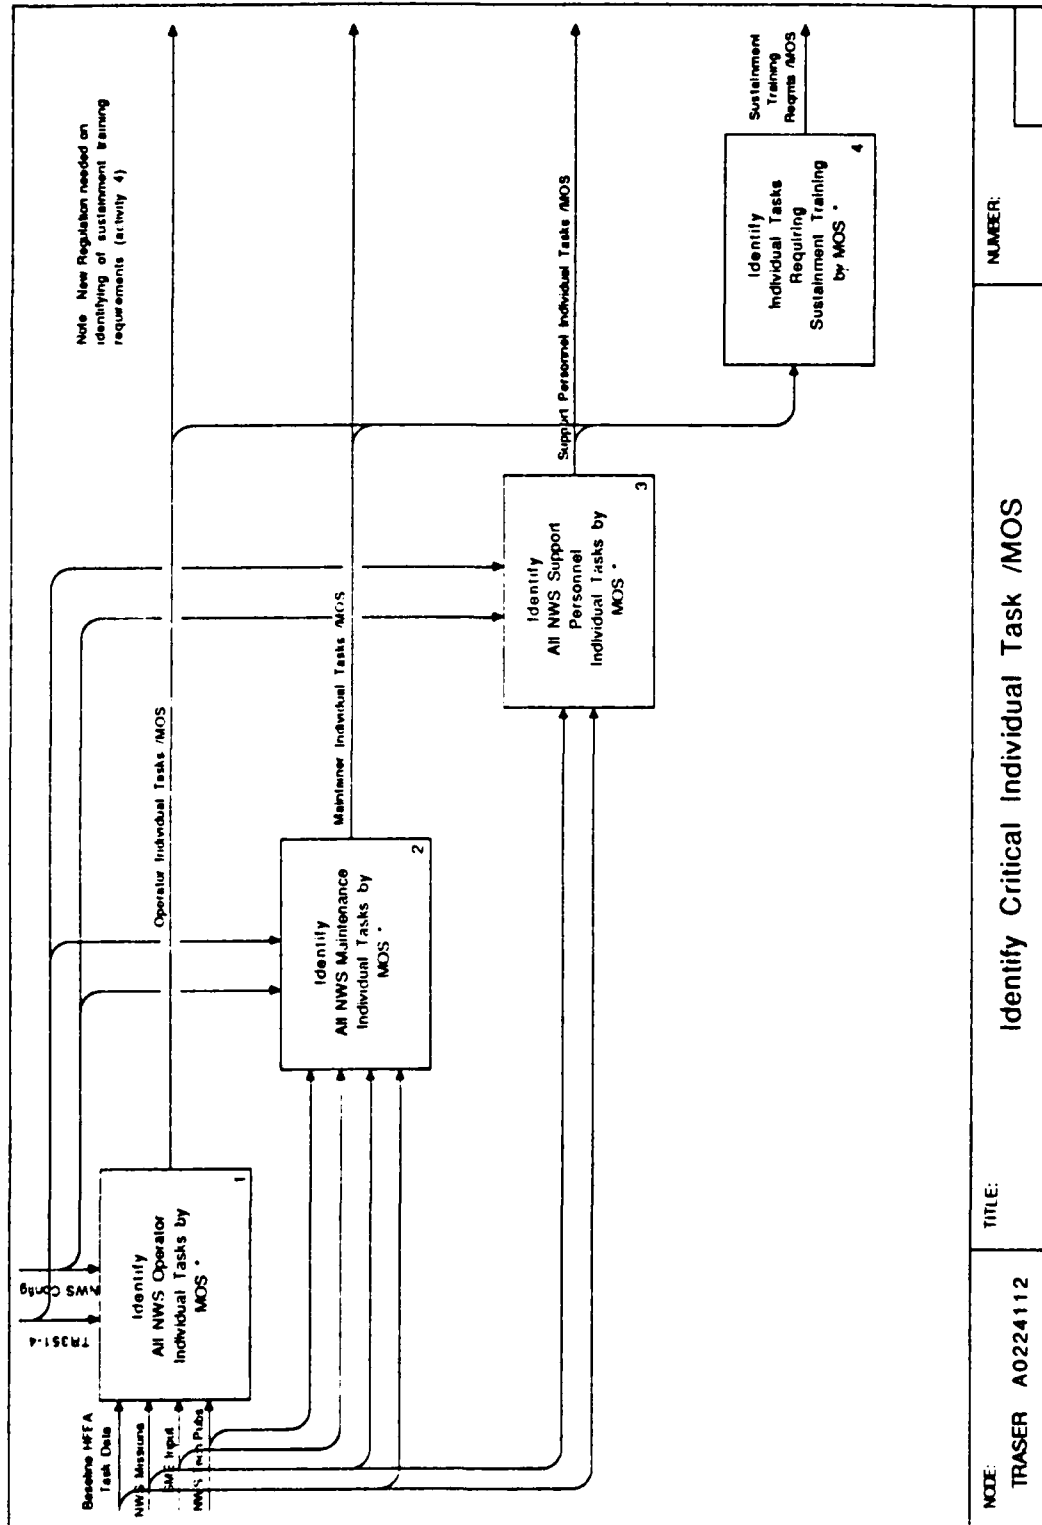 TR351-4
NWS Config
Baseline HFEA
Task Data
NWS Missions
SME Input
NWS Tech Pubs
Identify
All NWS Operator
Individual Tasks by
MOS *
1
Operator Individual Tasks /MOS
Identify
All NWS Maintenance
Individual Tasks by
MOS *
2
Maintainer Individual Tasks /MOS
Identify
All NWS Support
Personnel
Individual Tasks by
MOS *
3
Support Personnel Individual Tasks /MOS
Identify
Individual Tasks
Requiring
Sustainment Training
by MOS *
4
Sustainment
Training
Reqmts /MOS
Note New Regulation needed on
identifying of sustainment training
requirements (activity 4)
NODE:
TRASER A0224112
TITLE:
Identify Critical Individual Task /MOS
NUMBER: